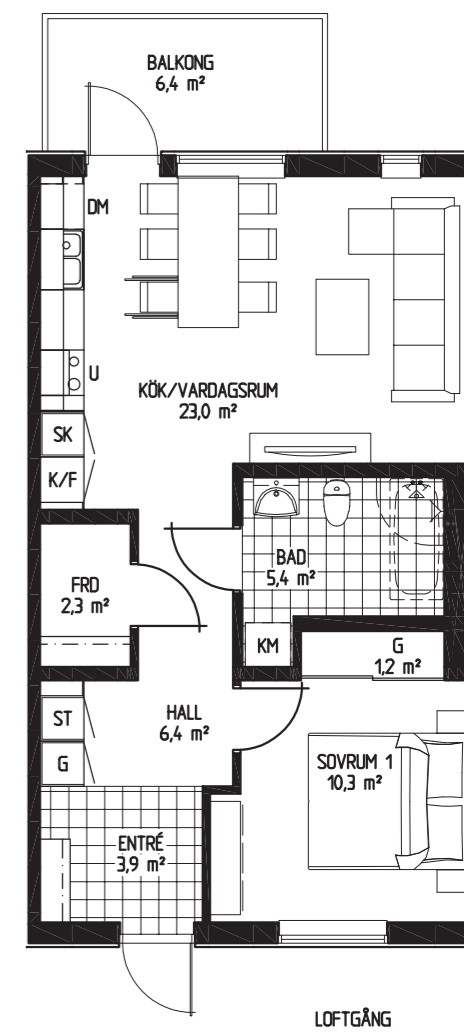 BALKONG
6,4 m²
DM
U
KÖK/VARDAGSRUM
23,0 m²
SK
K/F
BAD
5,4 m²
FRD
2,3 m²
KM
G
1,2 m²
HALL
6,4 m²
ST
G
SOVRUM 1
10,3 m²
ENTRÉ
3,9 m²
LOFTGÅNG